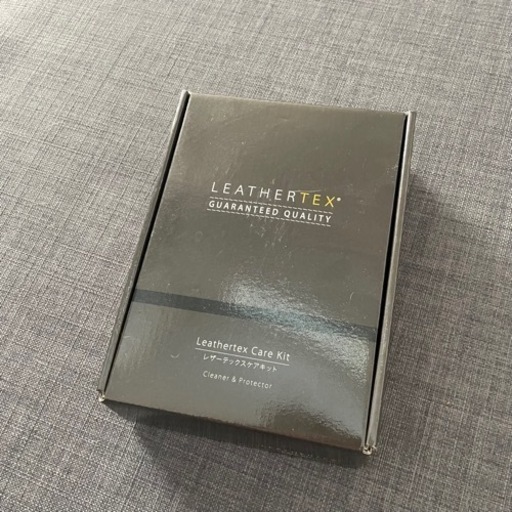 LEATHERTEX®
GUARANTEED QUALITY
Leathertex Care Kit
レザーテックスケアキット
Cleaner & Protector